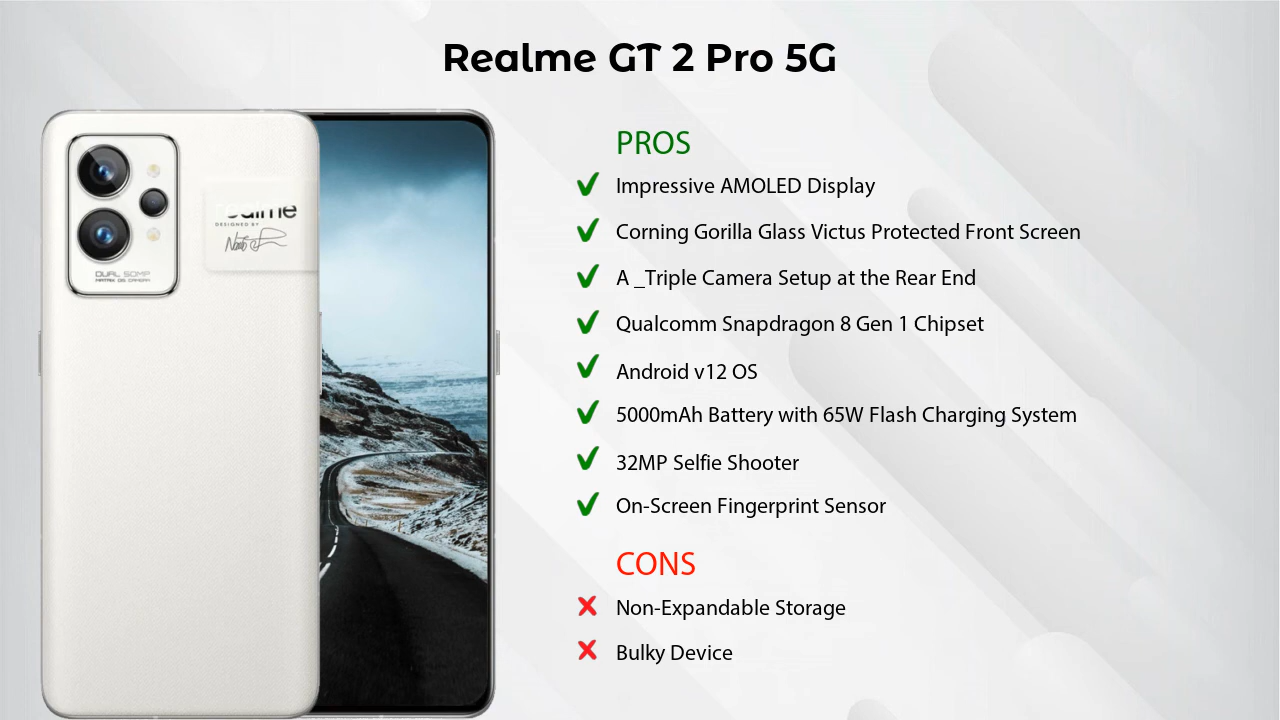 Realme GT 2 Pro 5G
realme
DESIGNED BY
DUAL 50MP
MATRIX OIS CAMERA
PROS
Impressive AMOLED Display
Corning Gorilla Glass Victus Protected Front Screen
A _Triple Camera Setup at the Rear End
Qualcomm Snapdragon 8 Gen 1 Chipset
Android v12 OS
5000mAh Battery with 65W Flash Charging System
32MP Selfie Shooter
On-Screen Fingerprint Sensor
CONS
Non-Expandable Storage
Bulky Device